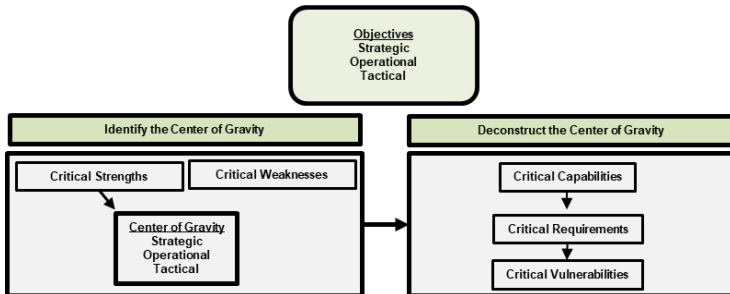 Objectives
Strategic
Operational
Tactical
Identify the Center of Gravity
Critical Strengths
Critical Weaknesses
Center of Gravity
Strategic
Operational
Tactical
Deconstruct the Center of Gravity
Critical Capabilities
Critical Requirements
Critical Vulnerabilities